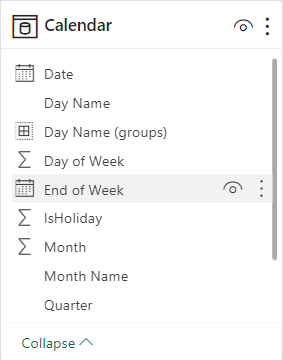 Calendar
Date
Day Name
Day Name (groups)
Day of Week
End of Week
IsHoliday
Month
Month Name
Quarter
Collapse